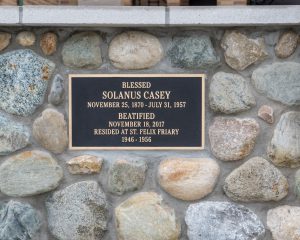 BLESSED
SOLANUS CASEY
NOVEMBER 25, 1870 - JULY 31, 1957
BEATIFIED
NOVEMBER 18, 2017
RESIDED AT ST. FELIX FRIARY
1946 - 1956